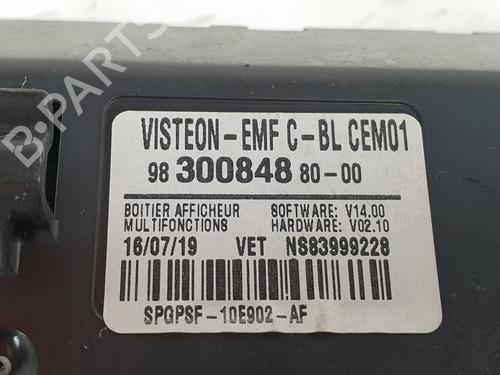 B-PARTS
VISTEON-EMF C-BL CEM01
98 300848 80-00
BOITIER AFFICHEUR SOFTWARE: V14.00
MULTIFONCTIONS HARDWARE: V02.10
16/07/19 VET NS83999228
SPGPSF-10E902-AF